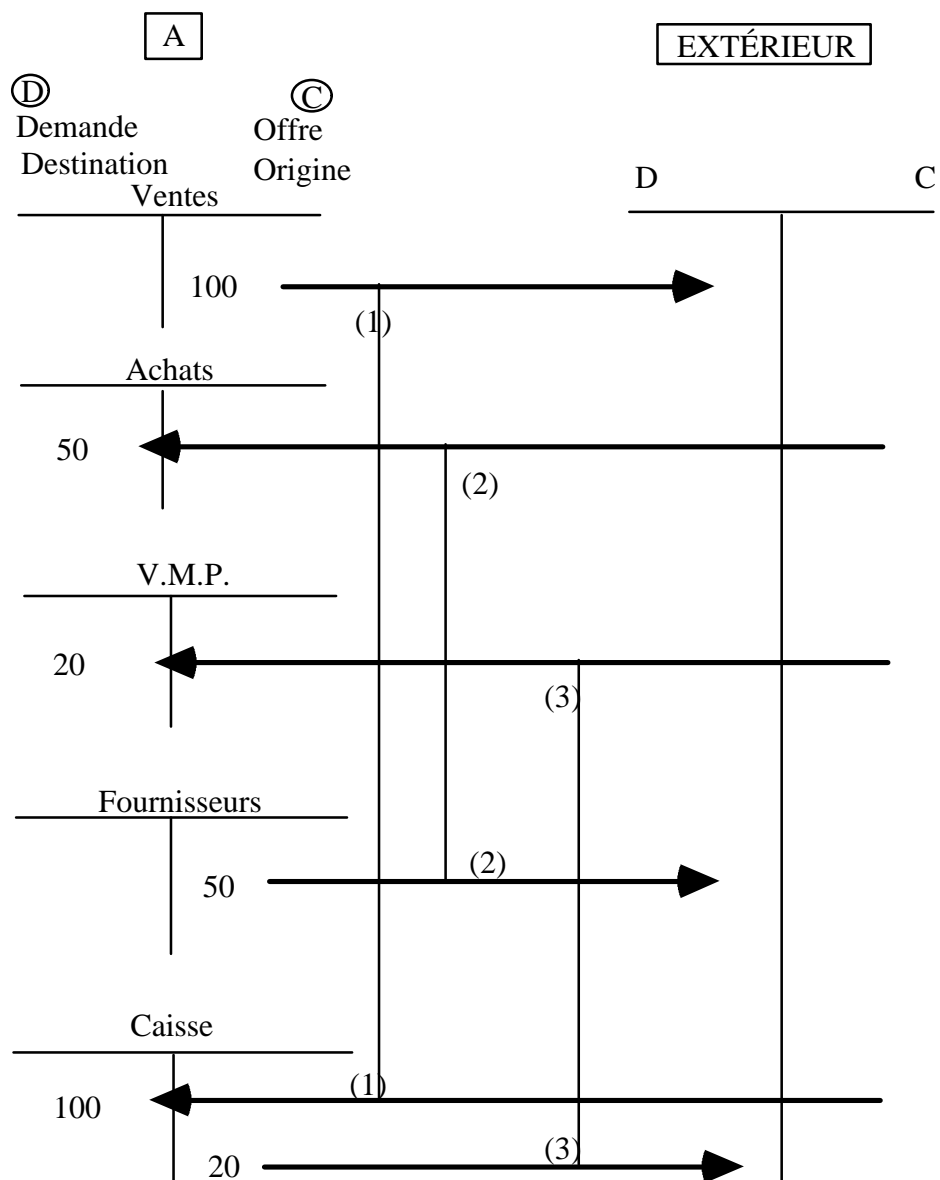 A
EXTÉRIEUR
D
C
Demande
Offre
Destination
Origine
D
C
Ventes
100
(1)
Achats
50
(2)
V.M.P.
20
(3)
Fournisseurs
(2)
50
Caisse
(1)
100
(3)
20